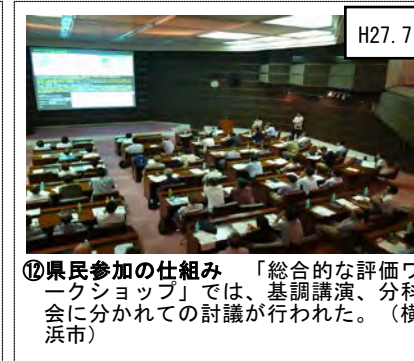 H27.7
⑫県民参加の仕組み 「総合的な評価ワ
ークショップ」では、基調講演、分科
会に分かれての討議が行われた。（横
浜市）